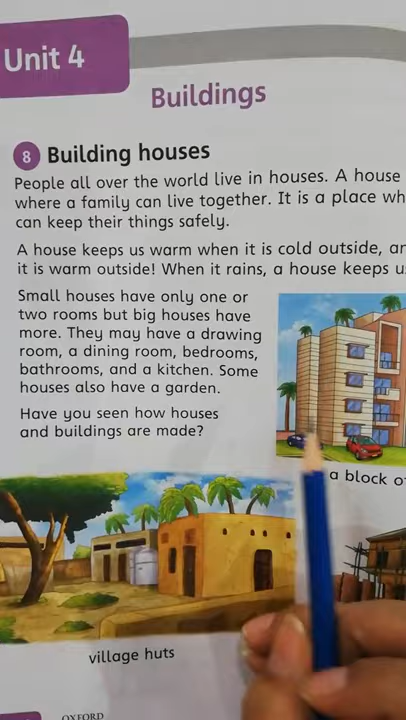 Unit 4
Buildings
8 Building houses
People all over the world live in houses. A house
where a family can live together. It is a place
can keep their things safely.
A house keeps us warm when it is cold outside,
it is warm outside! When it rains, a house keeps
Small houses have only one or
two rooms but big houses have
more. They may have a drawing
room, a dining room, bedrooms,
bathrooms, and a kitchen. Some
houses also have a garden.
Have you seen how houses
and buildings are made?
a block
village huts
OXFORD